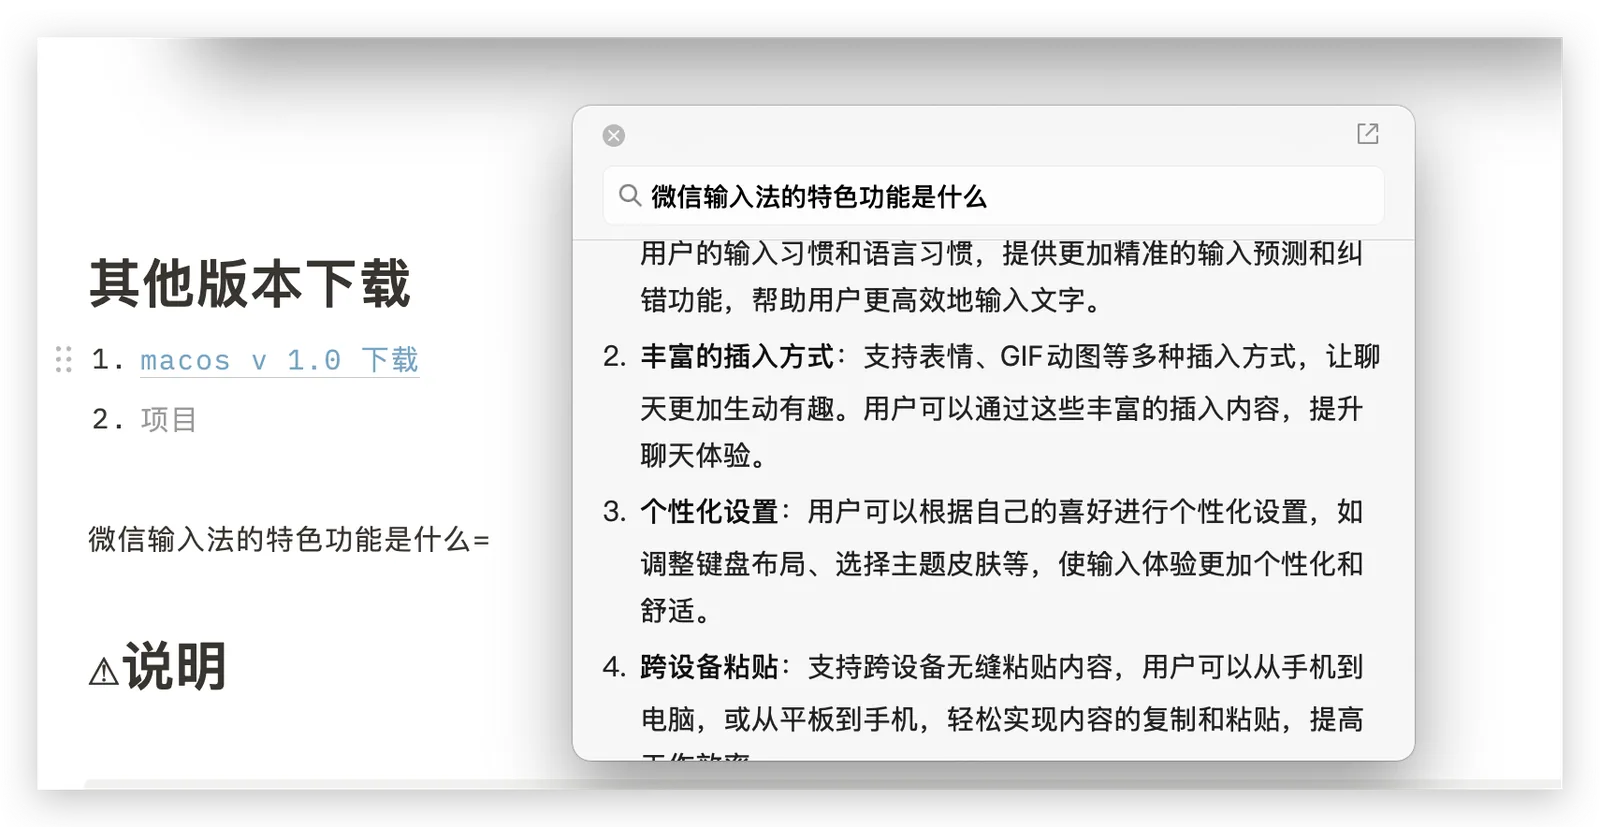 其他版本下载
1. macos v 1.0 下载
2. 项目
微信输入法的特色功能是什么=
⚠说明
微信输入法的特色功能是什么
用户的输入习惯和语言习惯，提供更加精准的输入预测和纠
错功能，帮助用户更高效地输入文字。
2. 丰富的插入方式：支持表情、GIF动图等多种插入方式，让聊
天更加生动有趣。用户可以通过这些丰富的插入内容，提升
聊天体验。
3. 个性化设置：用户可以根据自己的喜好进行个性化设置，如
调整键盘布局、选择主题皮肤等，使输入体验更加个性化和
舒适。
4. 跨设备粘贴：支持跨设备无缝粘贴内容，用户可以从手机到
电脑，或从平板到手机，轻松实现内容的复制和粘贴，提高